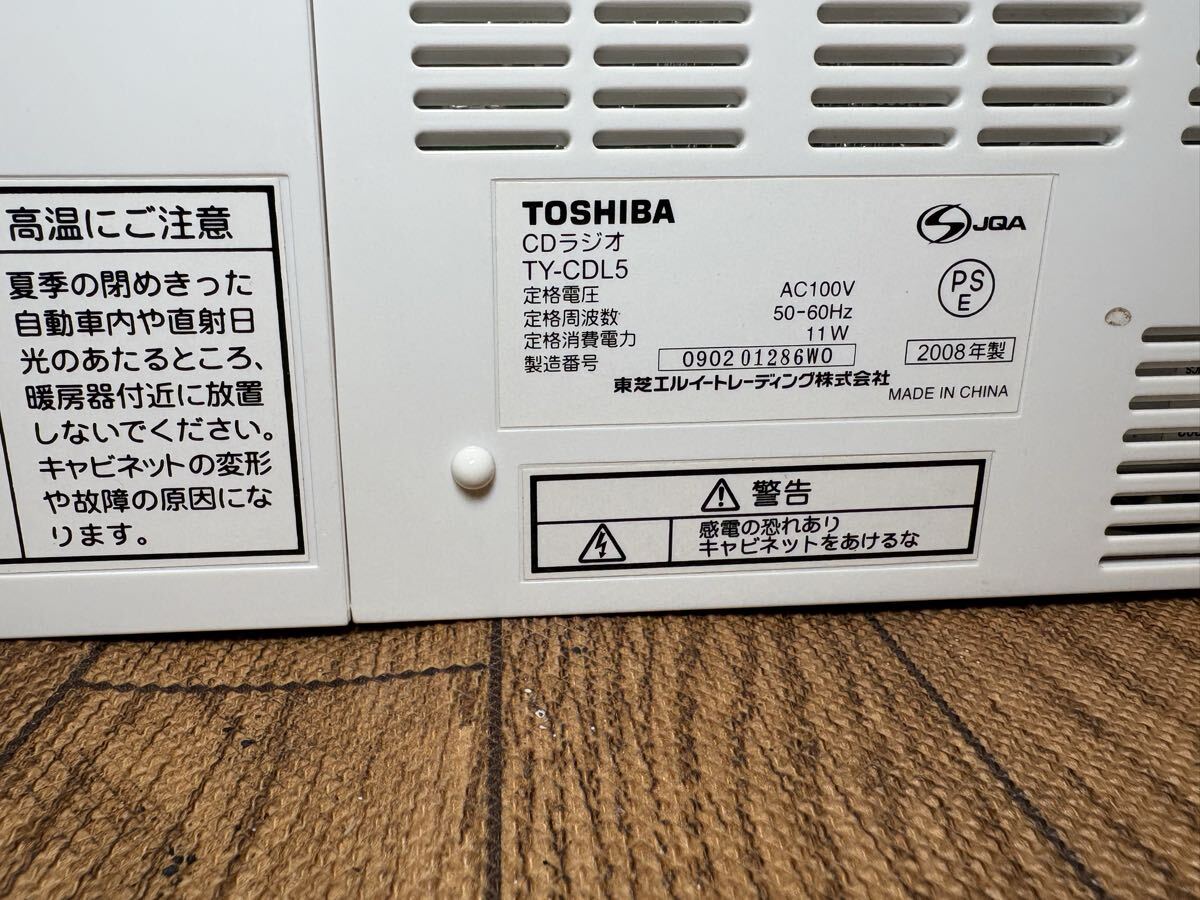 高温にご注意
夏季の閉めきった
自動車内や直射日
光のあたるところ、
暖房器付近に放置
しないでください。
キャビネットの変形
や故障の原因にな
ります。
TOSHIBA
CDラジオ
TY-CDL5
定格電圧 AC100V
定格周波数 50-60Hz
定格消費電力 11W
製造番号 090201286W0
2008年製
東芝エルイートレーディング株式会社
MADE IN CHINA
JQA
PS
E
警告
感電の恐れあり
キャビネットをあけるな